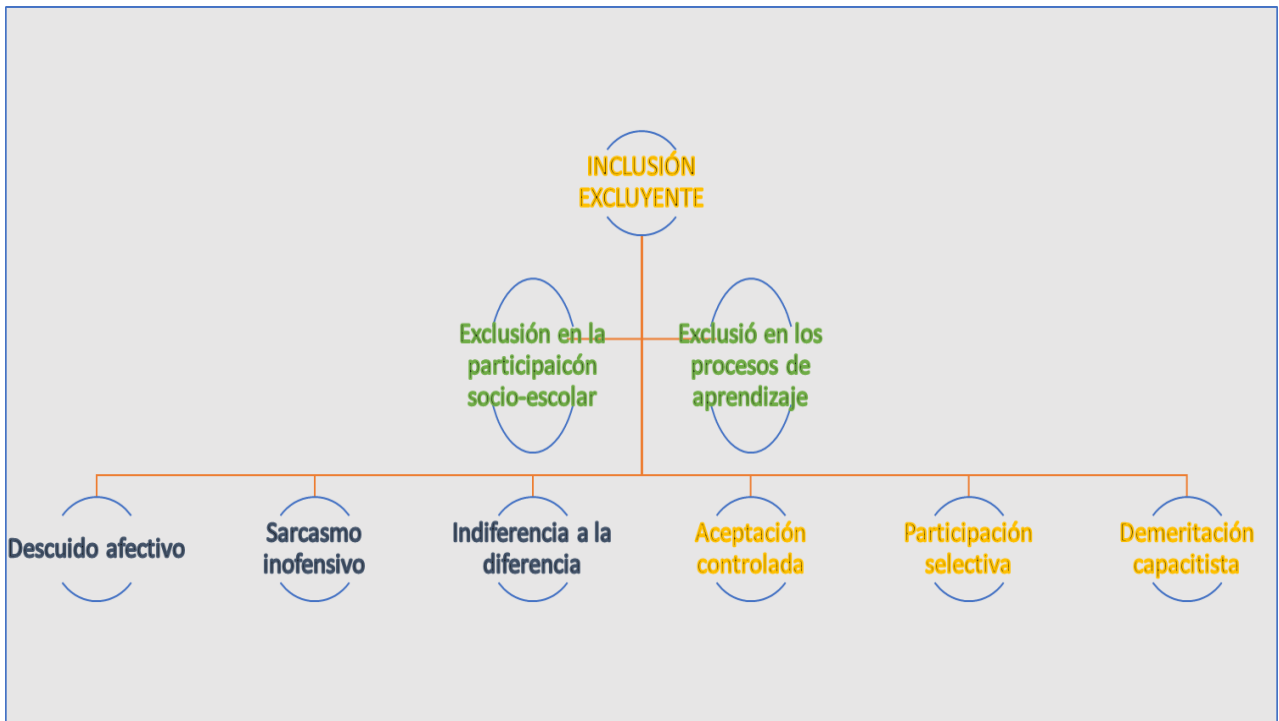 INCLUSIÓN
EXCLUYENTE
Exclusión en la
participaicón
socio-escolar
Exclusió en los
procesos de
aprendizaje
Descuido afectivo
Sarcasmo
inofensivo
Indiferencia a la
diferencia
Aceptación
controlada
Participación
selectiva
Demeritación
capacitista